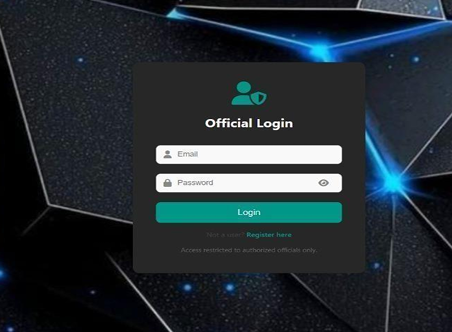 Official Login
Email
Password
Login
Not a user? Register here
Access restricted to authorized officials only.